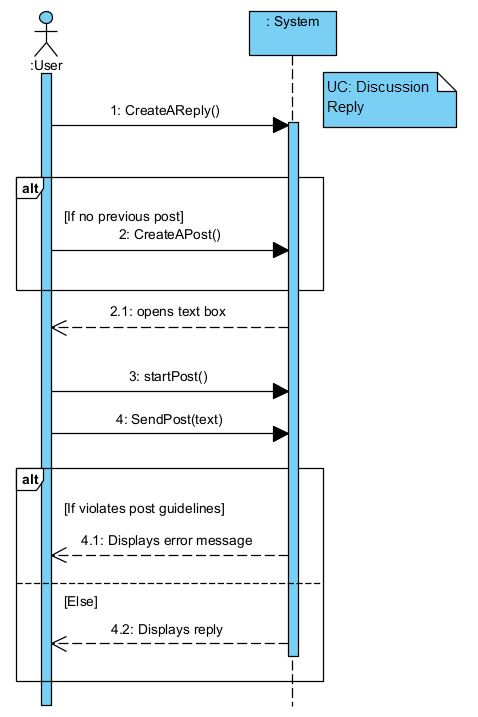 : System
:User
UC: Discussion
Reply
1: CreateAReply()
alt
[If no previous post]
2: CreateAPost()
2.1: opens text box
3: startPost()
4: SendPost(text)
alt
[If violates post guidelines]
4.1: Displays error message
[Else]
4.2: Displays reply